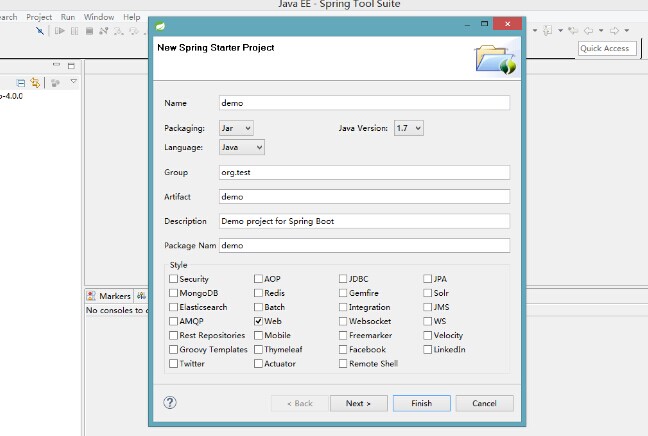 Java EE - Spring Tool Suite
Project Run Window Help
Quick Access
-4.0.0
New Spring Starter Project
Name demo
Packaging: Jar Java Version: 1.7
Language: Java
Group org.test
Artifact demo
Description Demo project for Spring Boot
Package Nam demo
Style
Security AOP JDBC JPA
MongoDB Redis Gemfire Solr
Elasticsearch Batch Integration JMS
AMQP Web Websocket WS
Rest Repositories Mobile Freemarker Velocity
Groovy Templates Thymeleaf Facebook LinkedIn
Twitter Actuator Remote Shell
Markers
No consoles to
? < Back Next > Finish Cancel